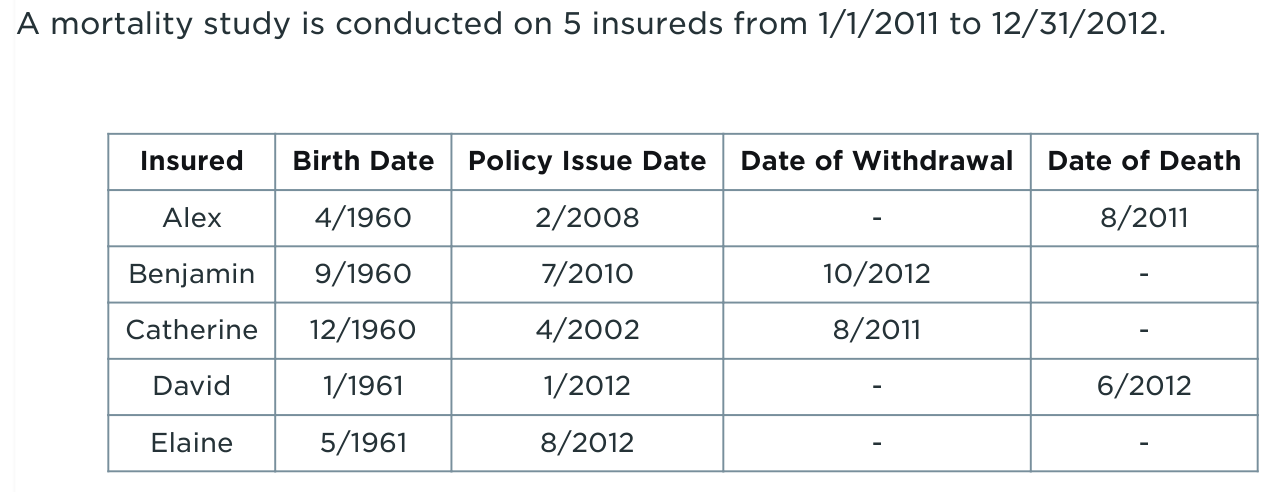 A mortality study is conducted on 5 insureds from 1/1/2011 to 12/31/2012.
Insured Birth Date Policy Issue Date Date of Withdrawal Date of Death
Alex 4/1960 2/2008 - 8/2011
Benjamin 9/1960 7/2010 10/2012 -
Catherine 12/1960 4/2002 8/2011 -
David 1/1961 1/2012 - 6/2012
Elaine 5/1961 8/2012 - -